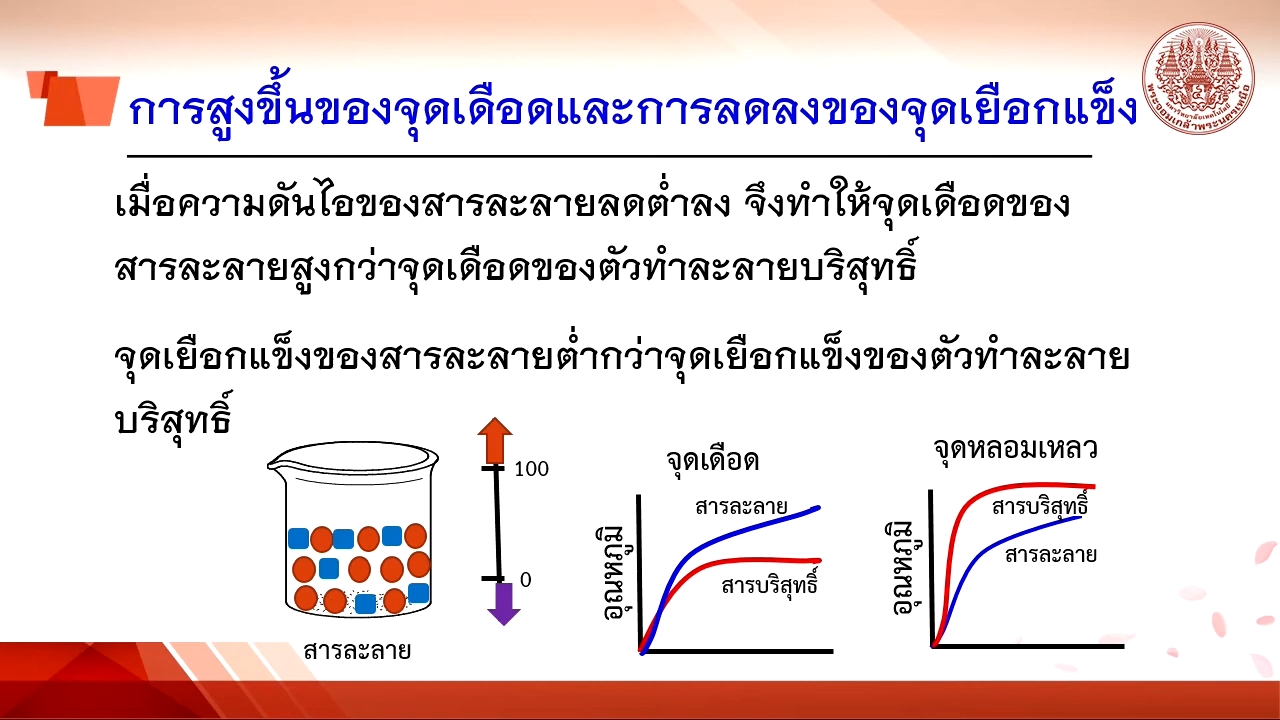 การสูงขึ้นของจุดเดือดและการลดลงของจุดเยือกแข็ง
เมื่อความดันไอของสารละลายลดต่ำลง จึงทำให้จุดเดือดของ
สารละลายสูงกว่าจุดเดือดของตัวทำละลายบริสุทธิ์
จุดเยือกแข็งของสารละลายต่ำกว่าจุดเยือกแข็งของตัวทำละลาย
บริสุทธิ์
100
0
สารละลาย
จุดเดือด
อุณหภูมิ
สารละลาย
สารบริสุทธิ์
จุดหลอมเหลว
อุณหภูมิ
สารบริสุทธิ์
สารละลาย